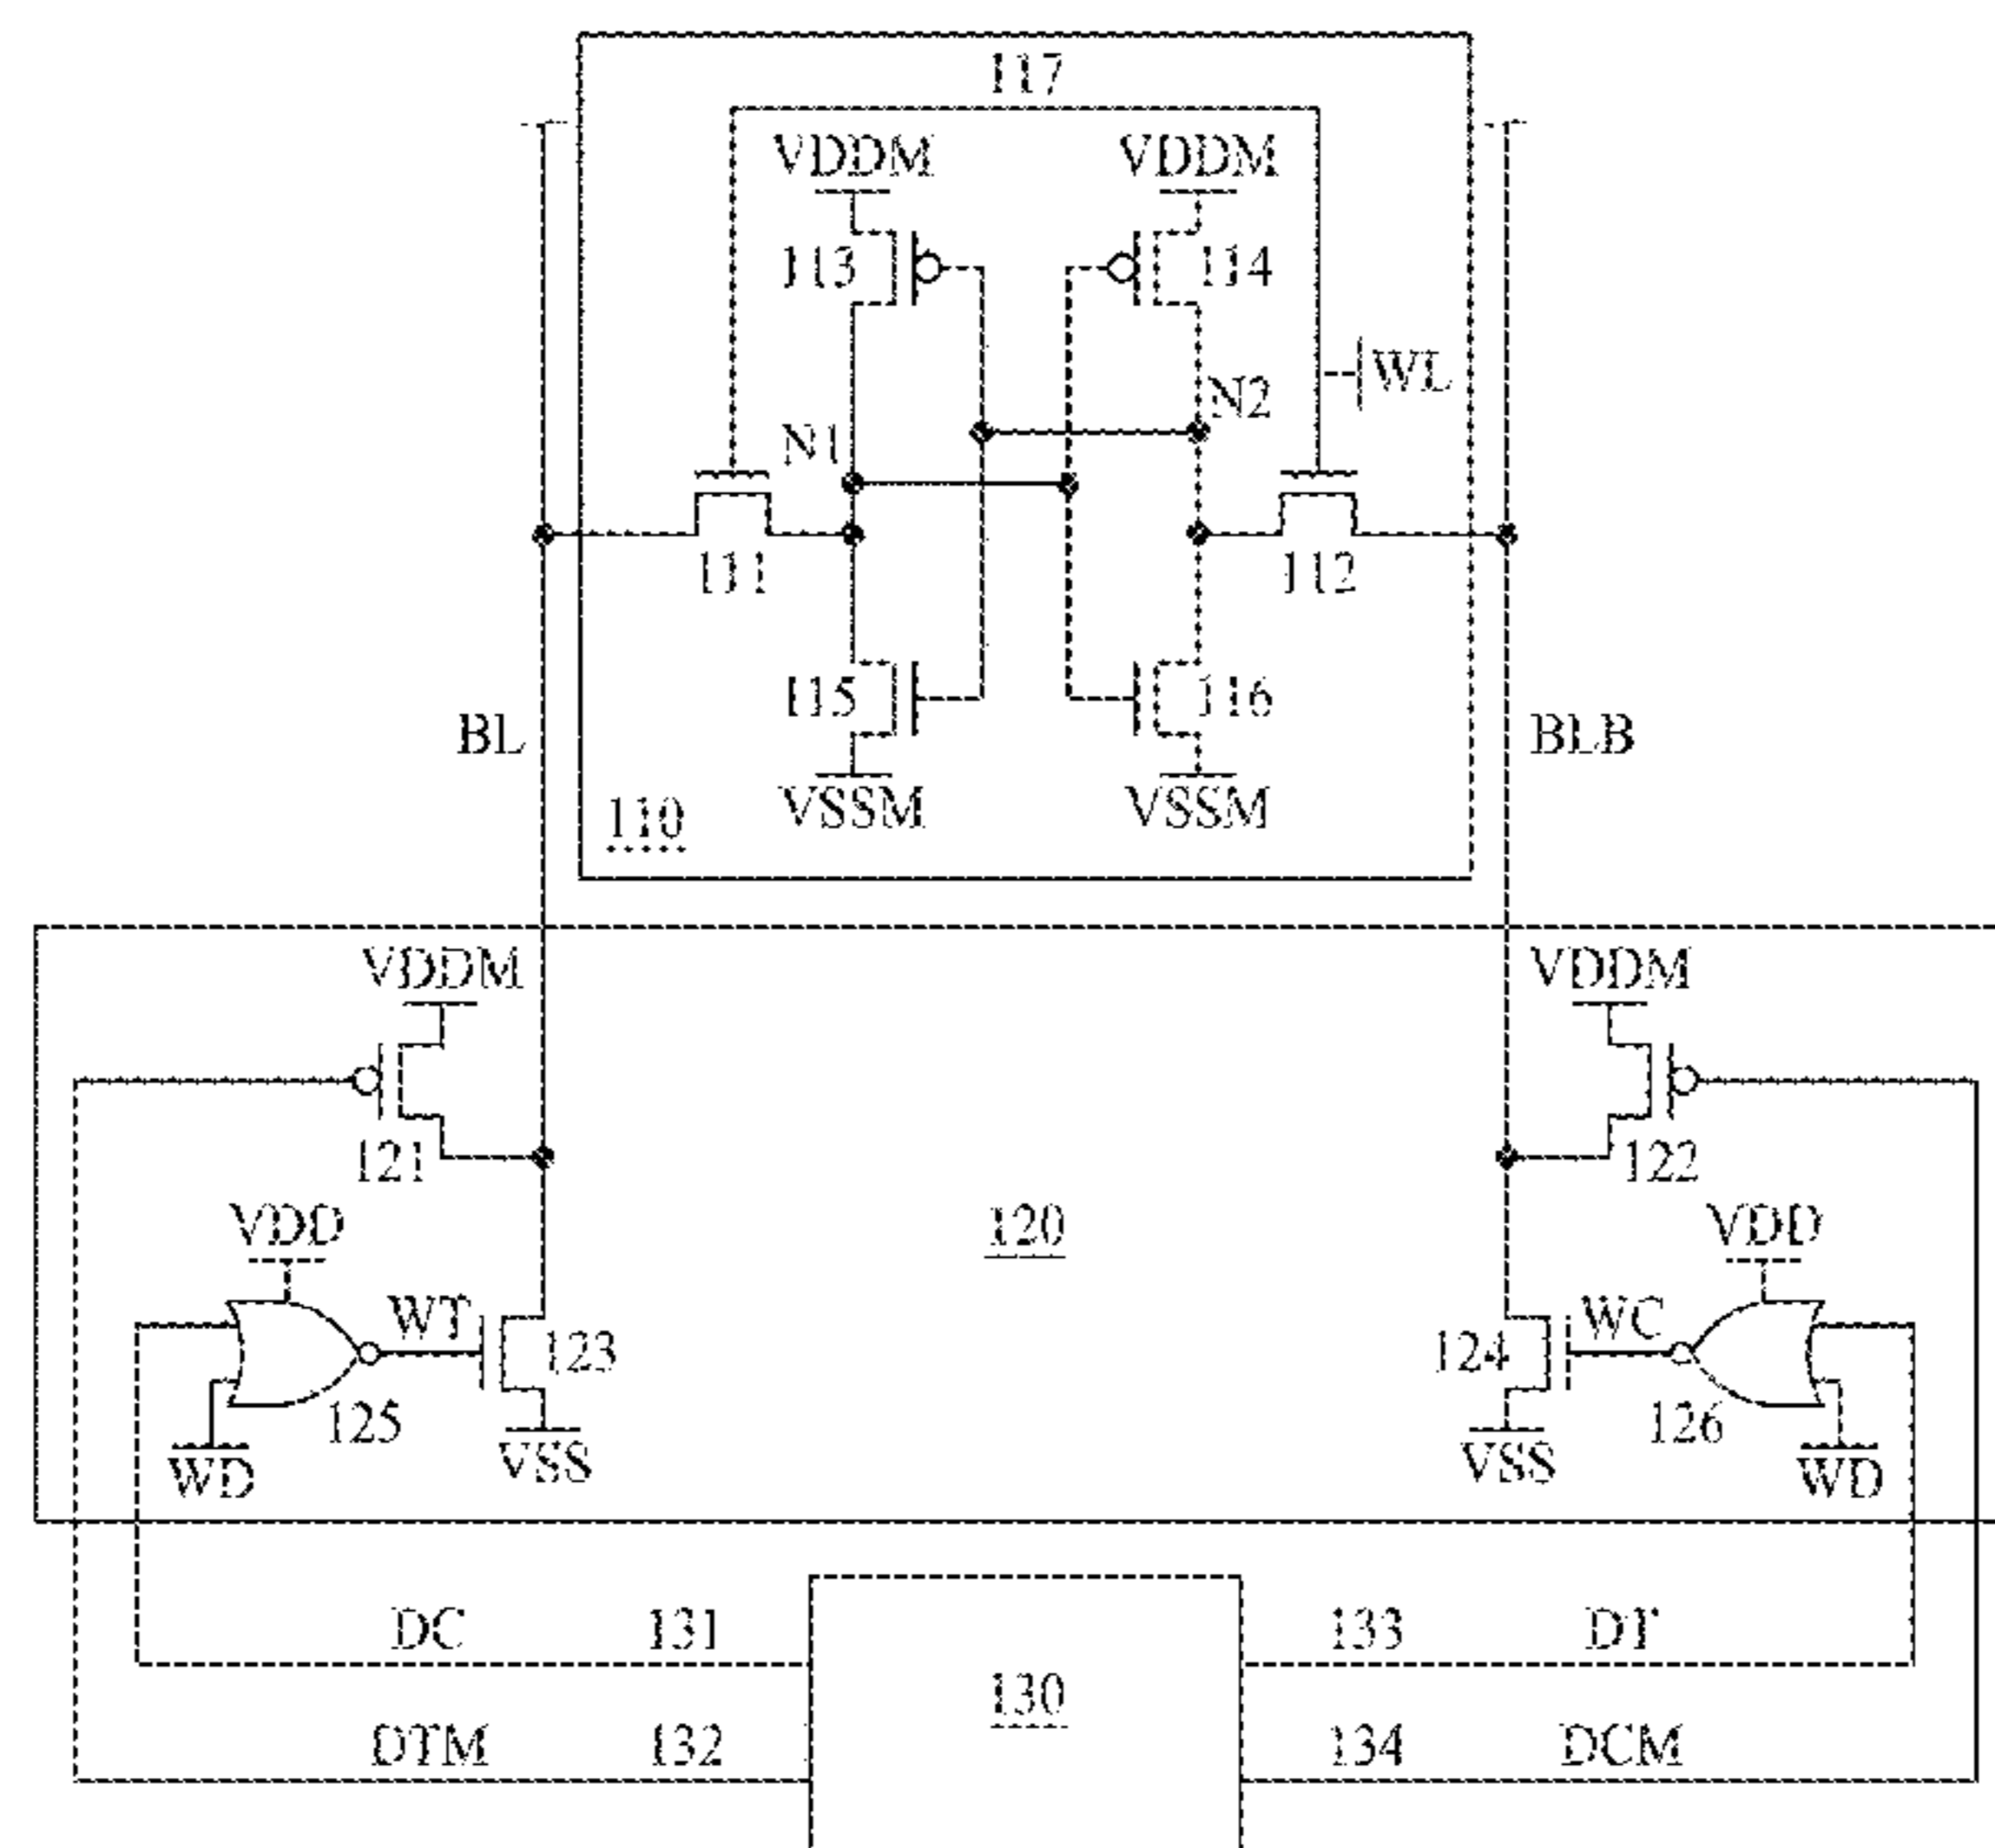 117
VDDM VDDM
113 114
WL
N2
N1
111 112
115 116
BL BLB
VSSM VSSM
110
VDDM VDDM
121 122
VDD 120 VDD
WT 123 124 WC
125 126
WD VSS VSS WD
DC 131 133 DT
130
DTM 132 134 DCM